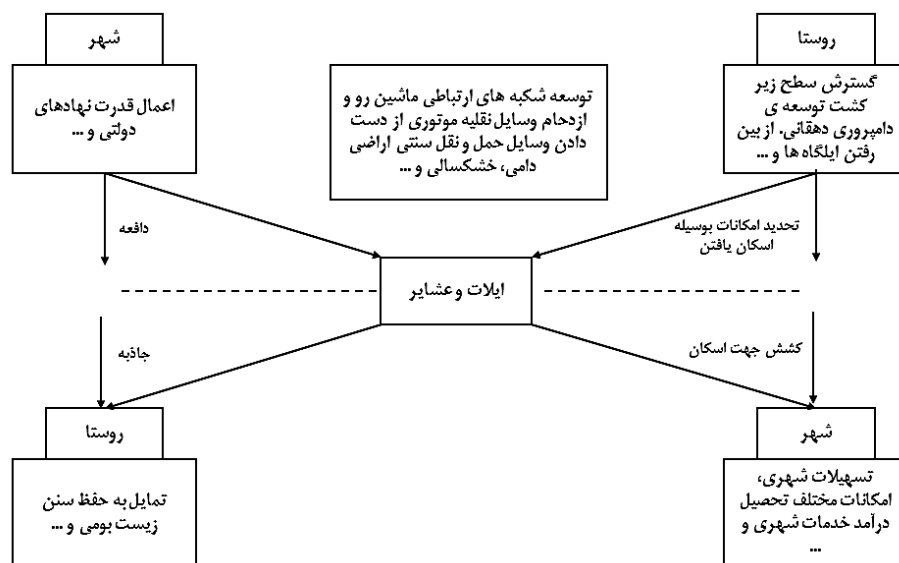 روستا
گسترش سطح زیر
کشت توسعه ی
دامپروری دهقانی. از بین
رفتن ایلگاه ها و ...
توسعه شکبه های ارتباطی ماشین رو و
ازدحام وسایل نقلیه موتوری از دست
دادن وسایل حمل و نقل سنتی اراضی
دامی، خشکسالی و ...
شهر
اعمال قدرت نهادهای
دولتی و ...
تحدید امکانات بوسیله
اسکان یافتن
دافعه
ایلات و عشایر
کشش جهت اسکان
جاذبه
شهر
تسهیلات شهری،
امکانات مختلف تحصیل
درآمد خدمات شهری و
...
روستا
تمایل به حفظ سنن
زیست بومی و ...